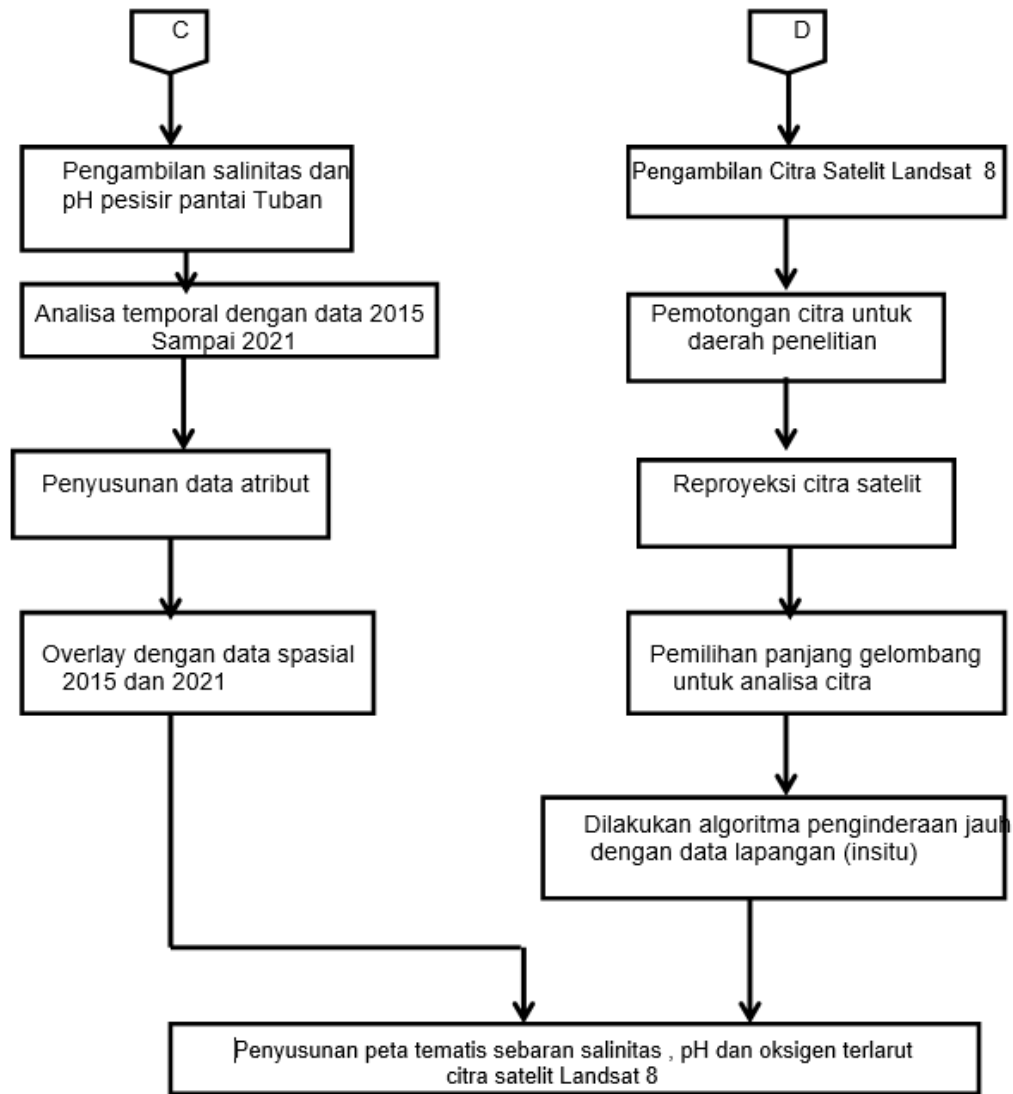 C
Pengambilan salinitas dan
pH pesisir pantai Tuban
Analisa temporal dengan data 2015
Sampai 2021
Penyusunan data atribut
Overlay dengan data spasial
2015 dan 2021
D
Pengambilan Citra Satelit Landsat 8
Pemotongan citra untuk
daerah penelitian
Reproyeksi citra satelit
Pemilihan panjang gelombang
untuk analisa citra
Dilakukan algoritma penginderaan jauh
dengan data lapangan (insitu)
Penyusunan peta tematis sebaran salinitas , pH dan oksigen terlarut
citra satelit Landsat 8